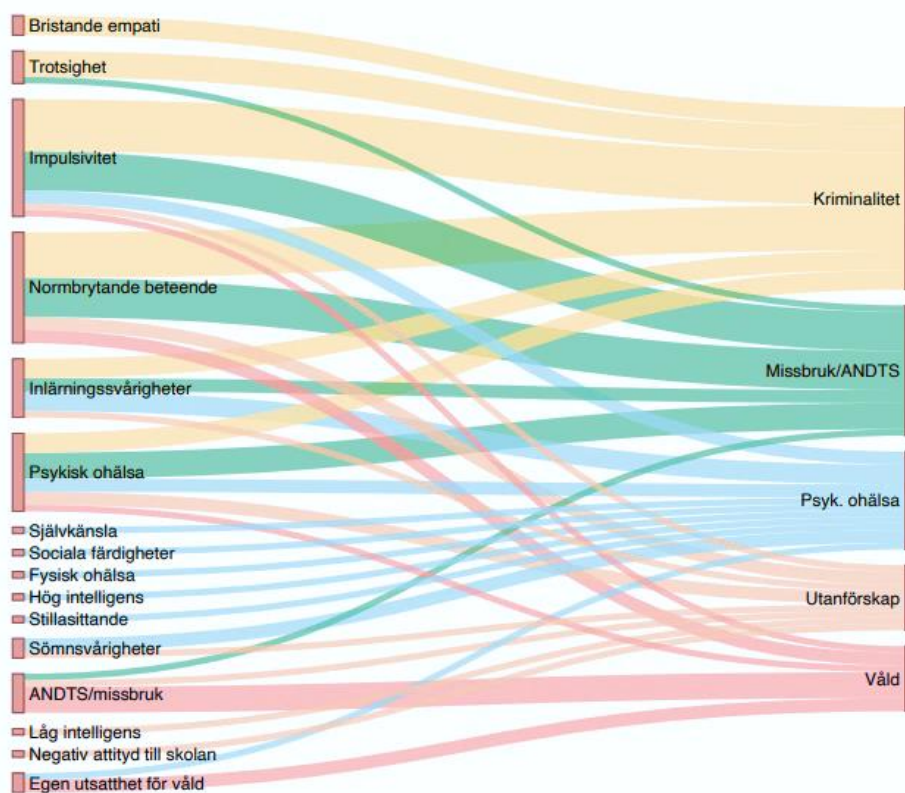 Bristande empati
Trotsighet
Impulsivitet
Normbrytande beteende
Inlärningssvårigheter
Psykisk ohälsa
Självkänsla
Sociala färdigheter
Fysisk ohälsa
Hög intelligens
Stillasittande
Sömnsvårigheter
ANDTS/missbruk
Låg intelligens
Negativ attityd till skolan
Egen utsatthet för våld
Kriminalitet
Missbruk/ANDTS
Psyk. ohälsa
Utanförskap
Våld